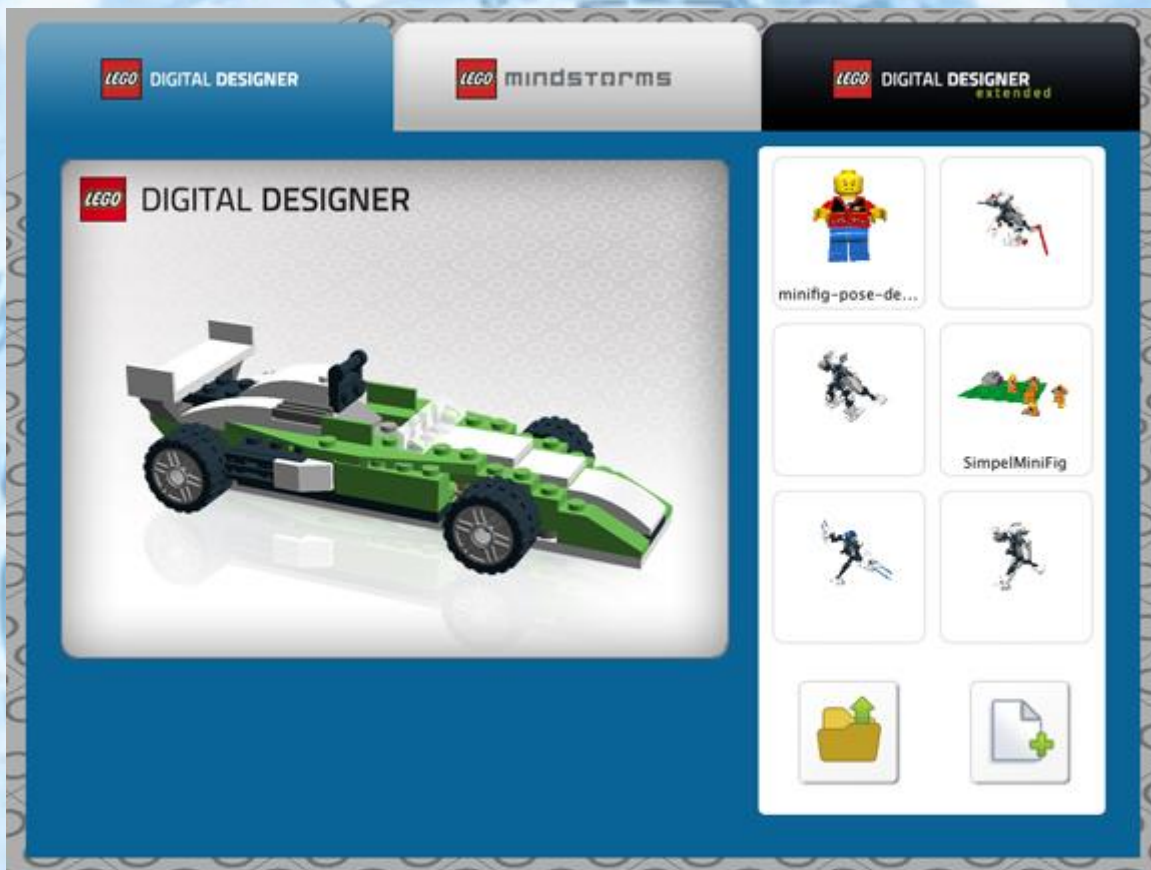 LEGO DIGITAL DESIGNER
LEGO mindstorms
LEGO DIGITAL DESIGNER
extended
LEGO DIGITAL DESIGNER
minifig-pose-de...
SimpelMiniFig